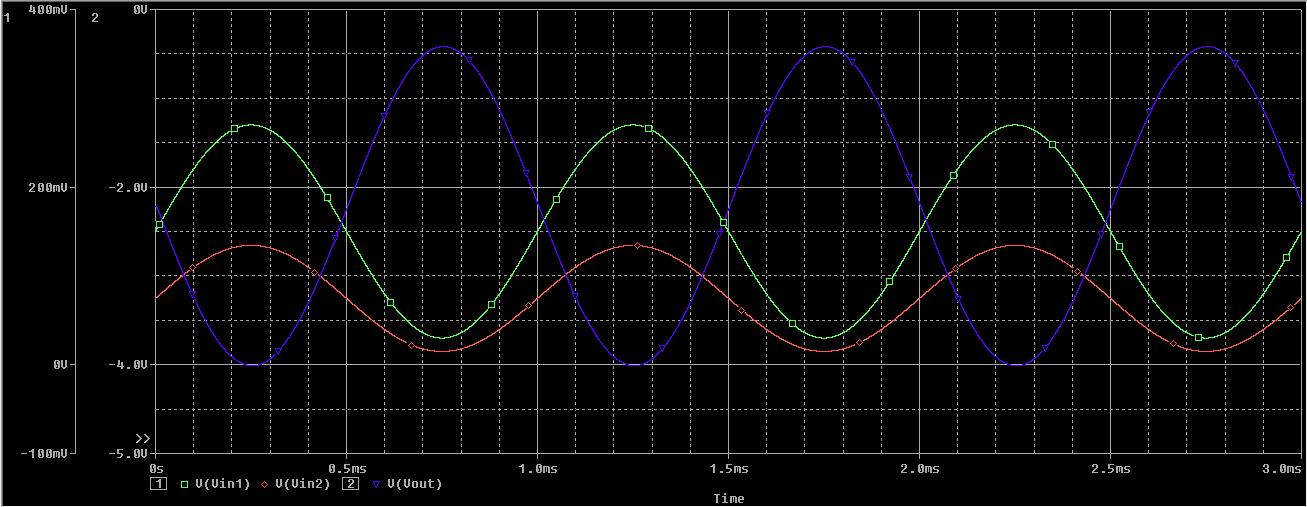 1 400mV 2 0V
200mV -2.0V
0V -4.0V
>>
-100mV -5.0V
0s 0.5ms 1.0ms 1.5ms 2.0ms 2.5ms 3.0ms
1 V(Vin1) V(Vin2) 2 V(Vout)
Time